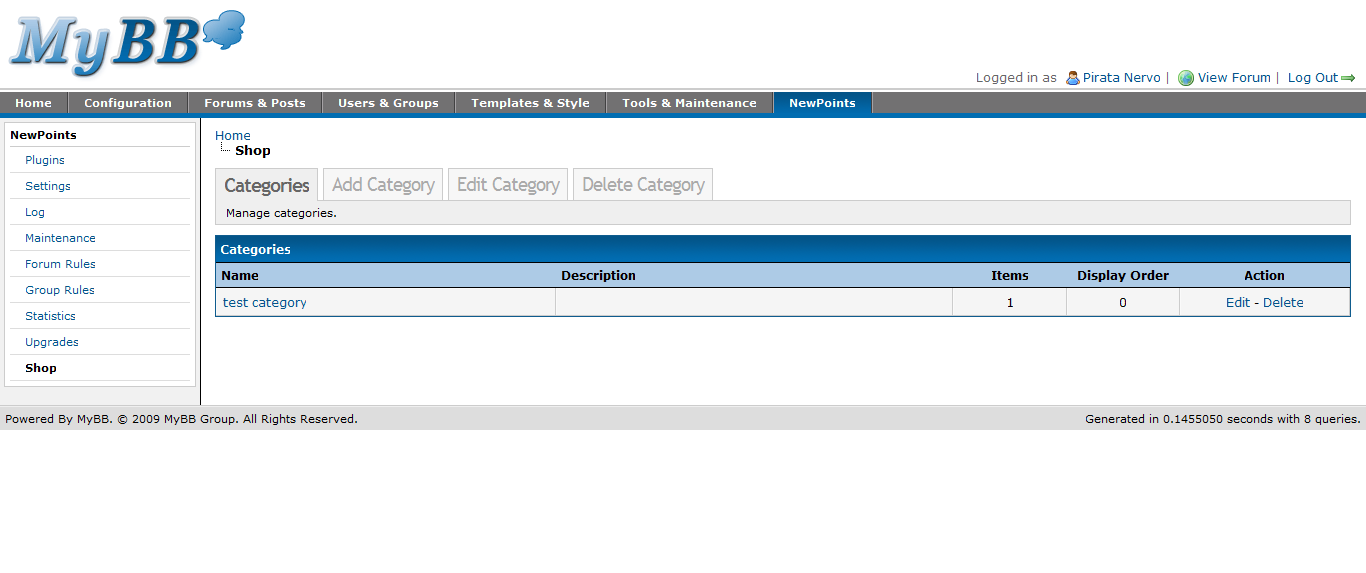 MyBB
Logged in as Pirata Nervo | View Forum | Log Out
Home Configuration Forums & Posts Users & Groups Templates & Style Tools & Maintenance NewPoints
NewPoints
Plugins
Settings
Log
Maintenance
Forum Rules
Group Rules
Statistics
Upgrades
Shop
Home
Shop
Categories Add Category Edit Category Delete Category
Manage categories.
Categories
Name Description Items Display Order Action
test category 1 0 Edit - Delete
Powered By MyBB. © 2009 MyBB Group. All Rights Reserved. Generated in 0.1455050 seconds with 8 queries.